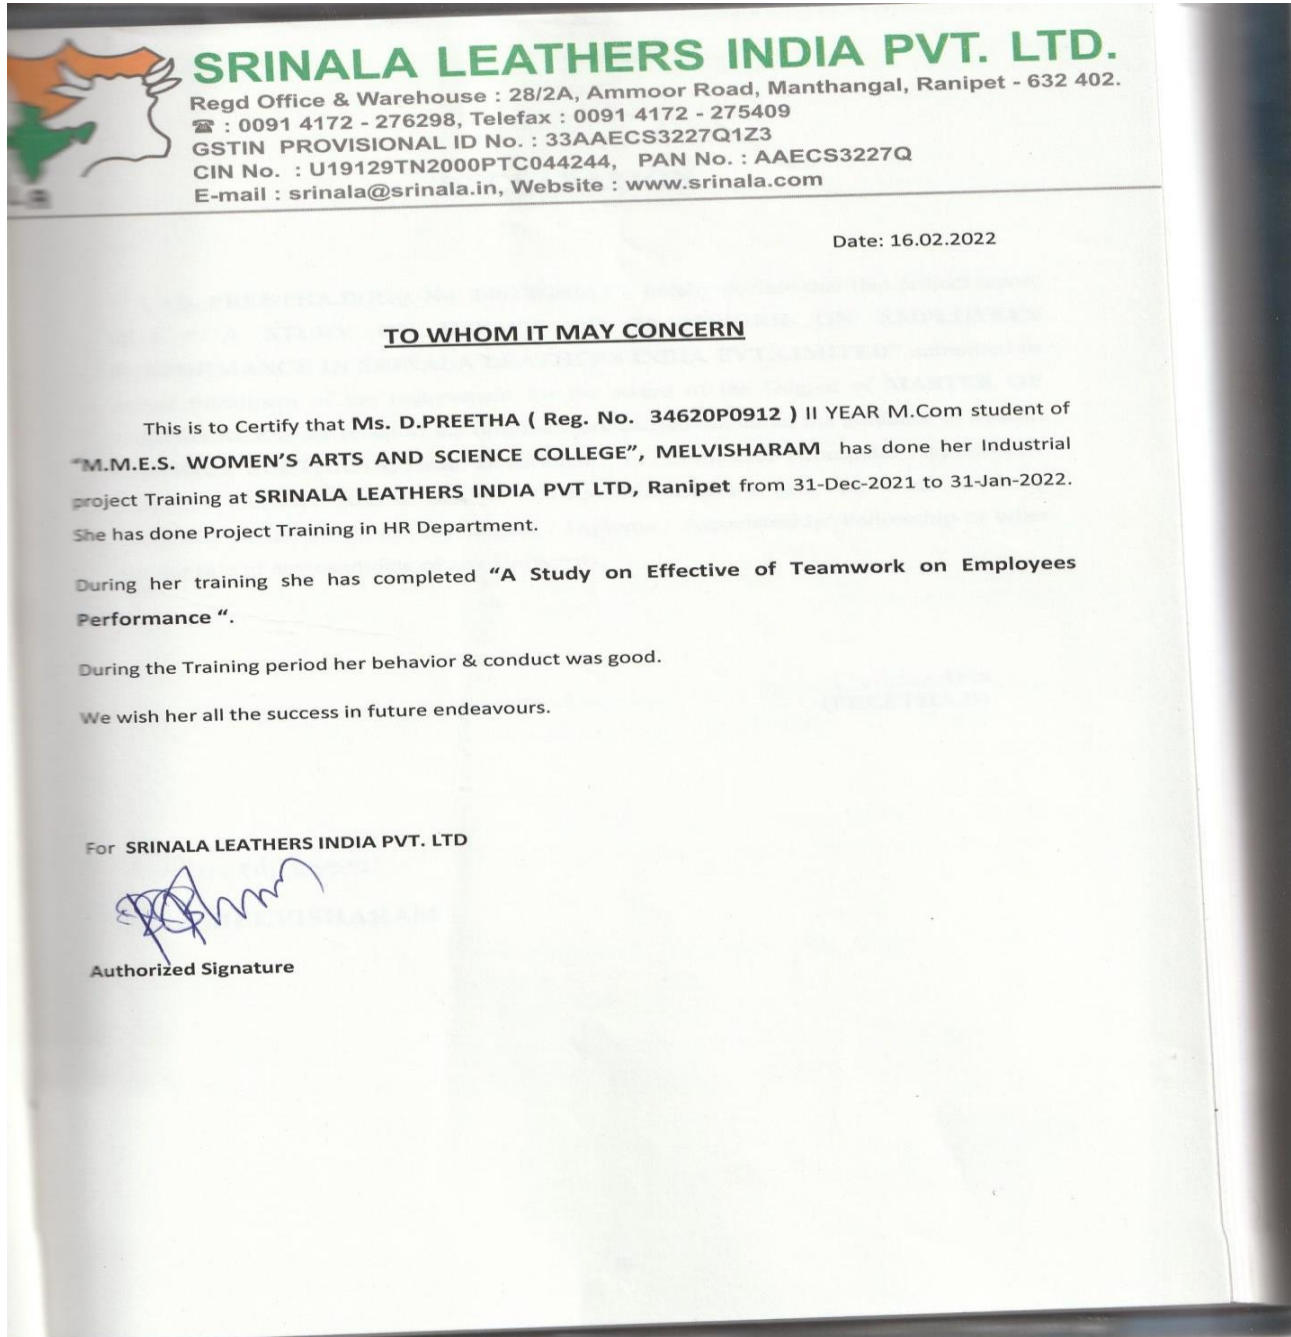 SRINALA LEATHERS INDIA PVT. LTD.
Regd Office & Warehouse : 28/2A, Ammoor Road, Manthangal, Ranipet - 632 402.
☎ : 0091 4172 - 276298, Telefax : 0091 4172 - 275409
GSTIN PROVISIONAL ID No. : 33AAECS3227Q1Z3
CIN No. : U19129TN2000PTC044244, PAN No. : AAECS3227Q
E-mail : srinala@srinala.in, Website : www.srinala.com
Date: 16.02.2022
TO WHOM IT MAY CONCERN
This is to Certify that Ms. D.PREETHA ( Reg. No. 34620P0912 ) II YEAR M.Com student of
"M.M.E.S. WOMEN'S ARTS AND SCIENCE COLLEGE", MELVISHARAM has done her Industrial
project Training at SRINALA LEATHERS INDIA PVT LTD, Ranipet from 31-Dec-2021 to 31-Jan-2022.
She has done Project Training in HR Department.
During her training she has completed "A Study on Effective of Teamwork on Employees
Performance ".
During the Training period her behavior & conduct was good.
We wish her all the success in future endeavours.
For SRINALA LEATHERS INDIA PVT. LTD
Authorized Signature